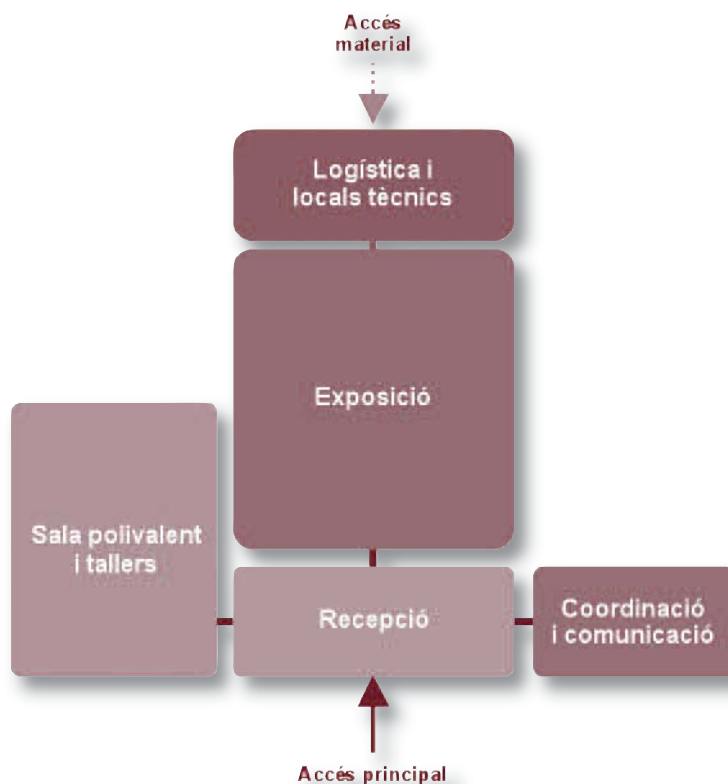 Accés
material
Logística i
locals tècnics
Exposició
Sala polivalent
i tallers
Recepció
Coordinació
i comunicació
Accés principal